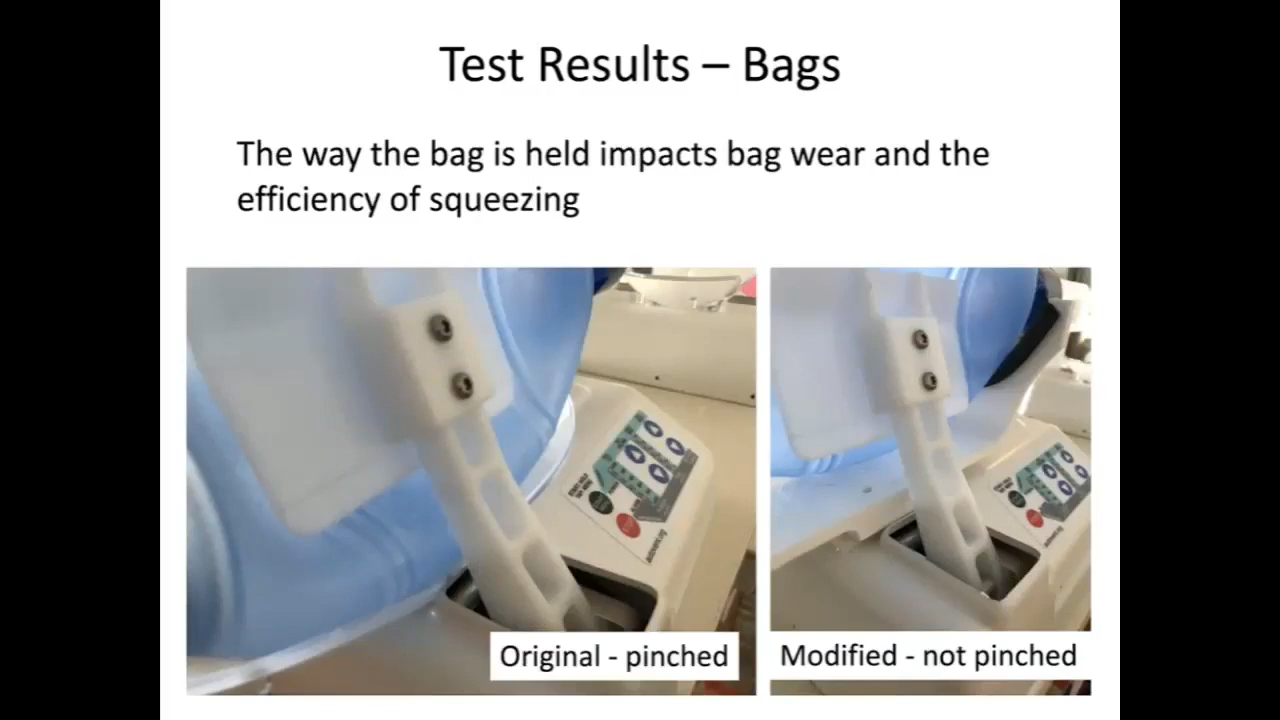 Test Results – Bags
The way the bag is held impacts bag wear and the
efficiency of squeezing
Original - pinched
Modified - not pinched